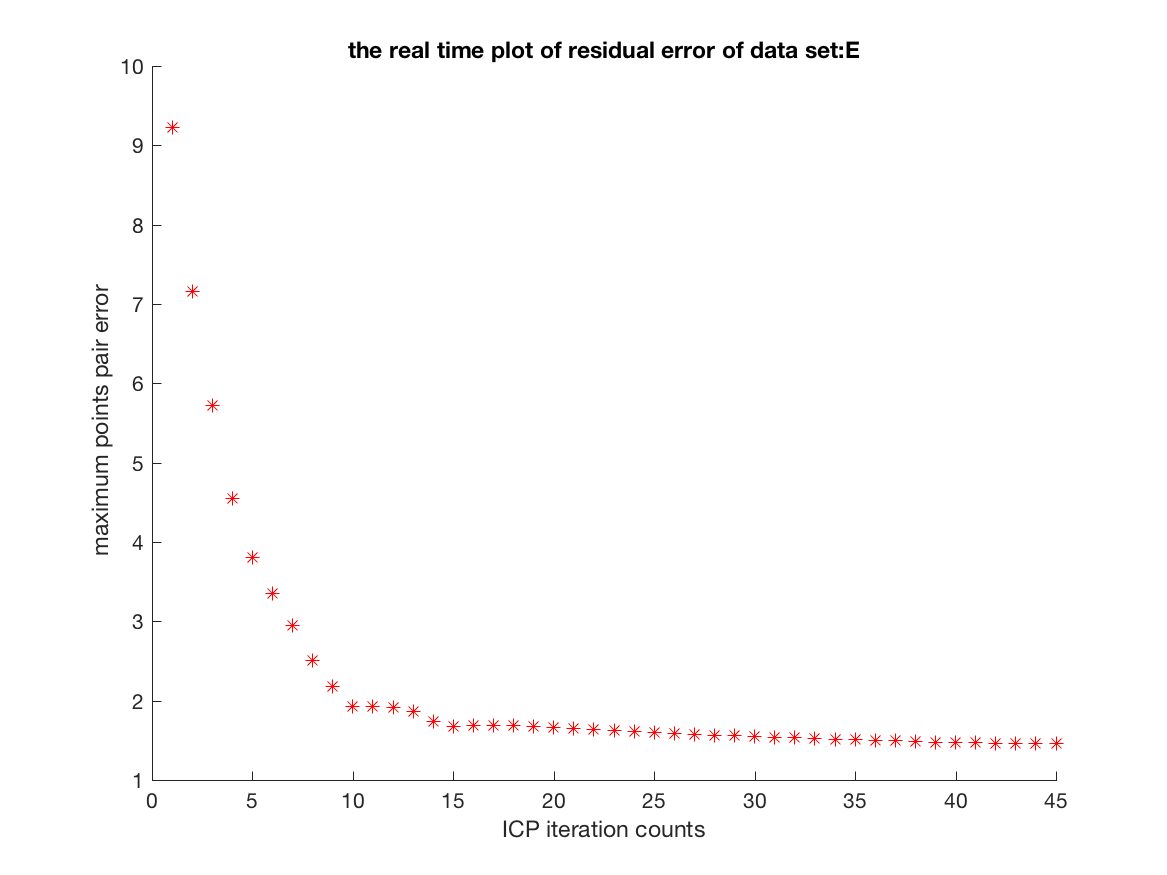 the real time plot of residual error of data set:E
10
9
8
7
6
5
4
3
2
1
maximum points pair error
0 5 10 15 20 25 30 35 40 45
ICP iteration counts